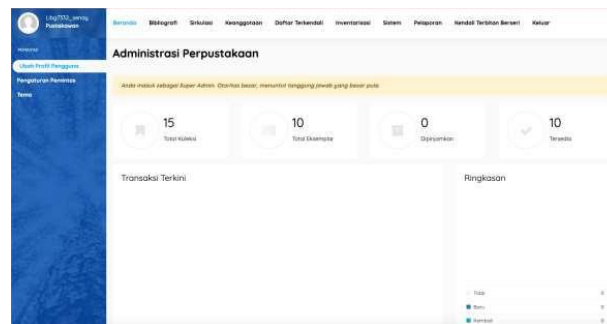 Pustakawan
Beranda Bibliografi Sirkulasi Keanggotaan Daftar Terkendali Inventarisasi Sistem Pelaporan Kendali Terbitan Berseri Keluar
Ubah Profil Pengguna
Pengaturan Pemintas
Tema
Administrasi Perpustakaan
Anda masuk sebagai Super Admin. Otoritas besar, menuntut tanggung jawab yang besar pula.
15
Total Koleksi
10
Total Eksemplar
0
Dipinjamkan
10
Tersedia
Transaksi Terkini
Ringkasan
Total
Baru
Kembali